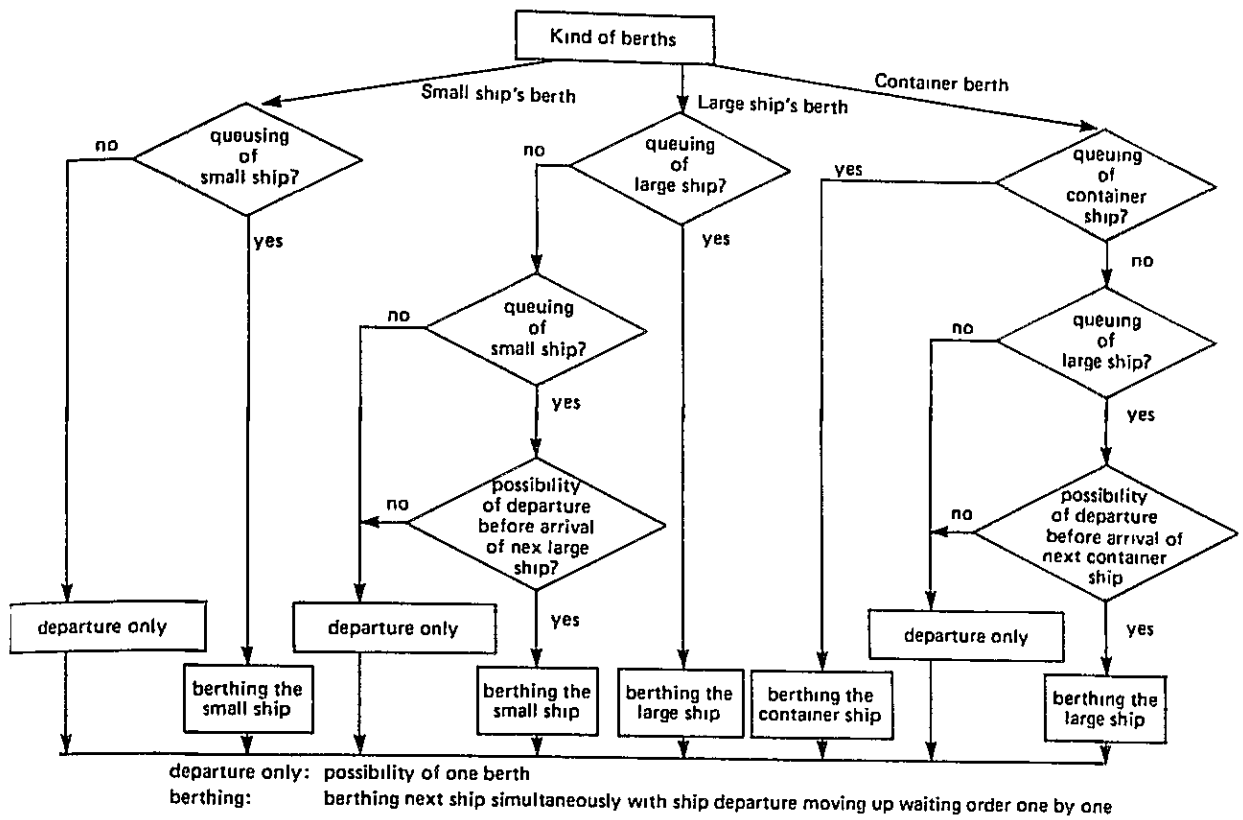 Kind of berths
Small ship's berth
Large ship's berth
Container berth
queusing
of
small ship?
no
yes
queuing
of
large ship?
no
yes
queuing
of
container
ship?
yes
no
queuing
of
small ship?
no
yes
queuing
of
large ship?
no
yes
possibility
of departure
before arrival
of nex large
ship?
no
yes
possibility
of departure
before arrival of
next container
ship
no
yes
departure only
departure only
departure only
berthing the
small ship
berthing the
small ship
berthing the
large ship
berthing the
container ship
berthing the
large ship
departure only: possibility of one berth
berthing: berthing next ship simultaneously with ship departure moving up waiting order one by one